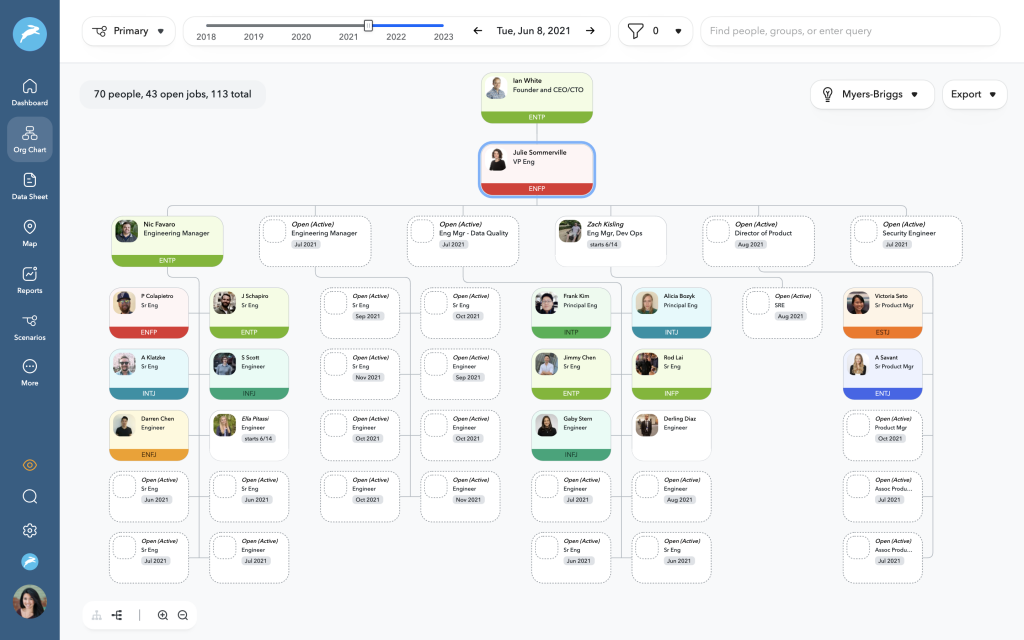 Primary
2018 2019 2020 2021 2022 2023
Tue, Jun 8, 2021
0
Find people, groups, or enter query
Dashboard
Org Chart
Data Sheet
Map
Reports
Scenarios
More
70 people, 43 open jobs, 113 total
Myers-Briggs
Export
Ian White
Founder and CEO/CTO
ENTP
Julie Sommerville
VP Eng
ENFP
Nic Favaro
Engineering Manager
ENTP
Open (Active)
Engineering Manager
Jul 2021
Open (Active)
Eng Mgr - Data Quality
Jul 2021
Zach Kisling
Eng Mgr, Dev Ops
starts 6/14
Open (Active)
Director of Product
Aug 2021
Open (Active)
Security Engineer
Jul 2021
P Colapietro
Sr Eng
ENFP
J Schapiro
Sr Eng
ENTP
Open (Active)
Sr Eng
Sep 2021
Open (Active)
Sr Eng
Oct 2021
Frank Kim
Principal Eng
INTP
Alicia Bozyk
Principal Eng
INTJ
Open (Active)
SRE
Aug 2021
Victoria Seto
Sr Product Mgr
ESTJ
A Klatzke
Sr Eng
INTJ
S Scott
Engineer
INFJ
Open (Active)
Sr Eng
Nov 2021
Open (Active)
Engineer
Sep 2021
Jimmy Chen
Sr Eng
ENTP
Rod Lai
Sr Eng
INFP
A Savant
Sr Product Mgr
ENTJ
Darren Chen
Engineer
ENFJ
Ella Pitassi
Engineer
starts 6/14
Open (Active)
Engineer
Oct 2021
Open (Active)
Engineer
Oct 2021
Gaby Stern
Engineer
INFJ
Derling Diaz
Engineer
Open (Active)
Product Mgr
Oct 2021
Open (Active)
Sr Eng
Jun 2021
Open (Active)
Sr Eng
Jun 2021
Open (Active)
Engineer
Oct 2021
Open (Active)
Engineer
Nov 2021
Open (Active)
Engineer
Jul 2021
Open (Active)
Engineer
Aug 2021
Open (Active)
Assoc Produ...
Jul 2021
Open (Active)
Sr Eng
Jul 2021
Open (Active)
Engineer
Jul 2021
Open (Active)
Sr Eng
Jun 2021
Open (Active)
Sr Eng
Jun 2021
Open (Active)
Assoc Produ...
Jul 2021